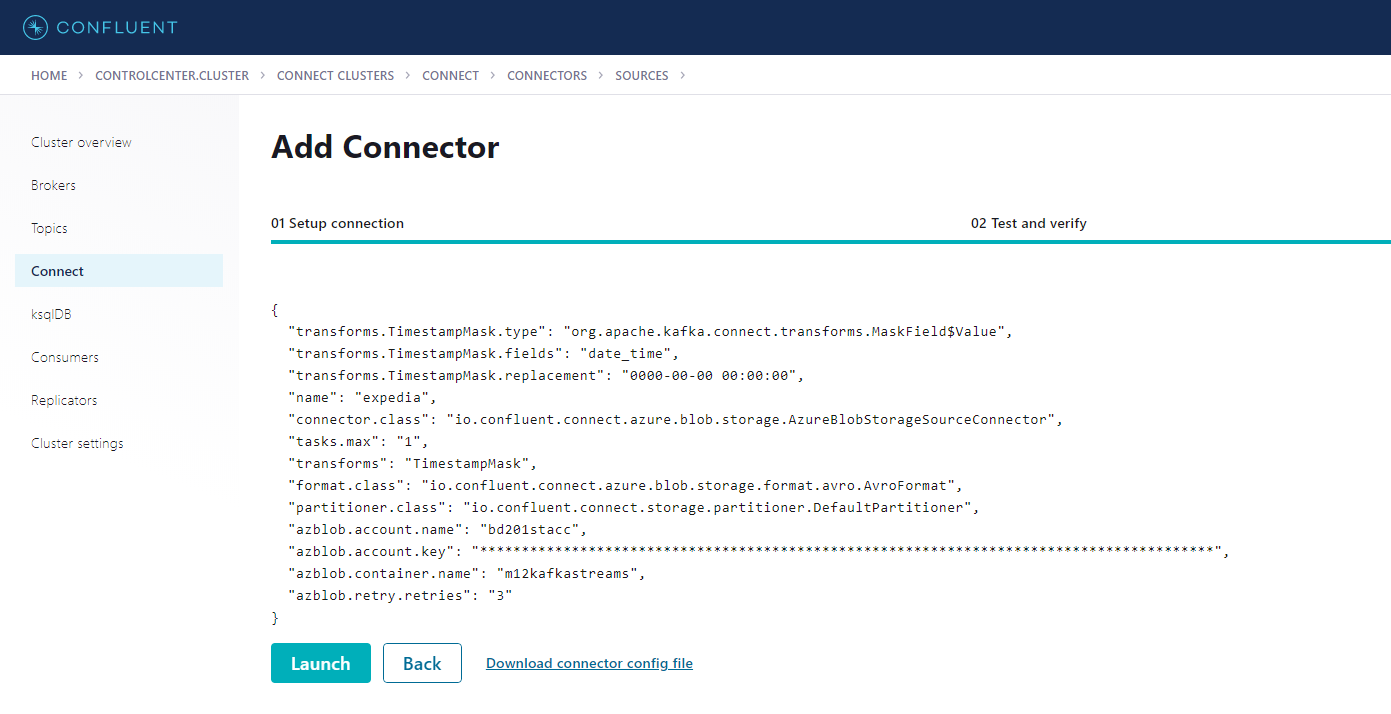 CONFLUENT
HOME > CONTROLCENTER.CLUSTER > CONNECT CLUSTERS > CONNECT > CONNECTORS > SOURCES >
Cluster overview
Brokers
Topics
Connect
ksqlDB
Consumers
Replicators
Cluster settings
Add Connector
01 Setup connection 02 Test and verify
{
  "transforms.TimestampMask.type": "org.apache.kafka.connect.transforms.MaskField$Value",
  "transforms.TimestampMask.fields": "date_time",
  "transforms.TimestampMask.replacement": "0000-00-00 00:00:00",
  "name": "expedia",
  "connector.class": "io.confluent.connect.azure.blob.storage.AzureBlobStorageSourceConnector",
  "tasks.max": "1",
  "transforms": "TimestampMask",
  "format.class": "io.confluent.connect.azure.blob.storage.format.avro.AvroFormat",
  "partitioner.class": "io.confluent.connect.storage.partitioner.DefaultPartitioner",
  "azblob.account.name": "bd201stacc",
  "azblob.account.key": "****************************************************************************************",
  "azblob.container.name": "m12kafkastreams",
  "azblob.retry.retries": "3"
}
Launch Back Download connector config file